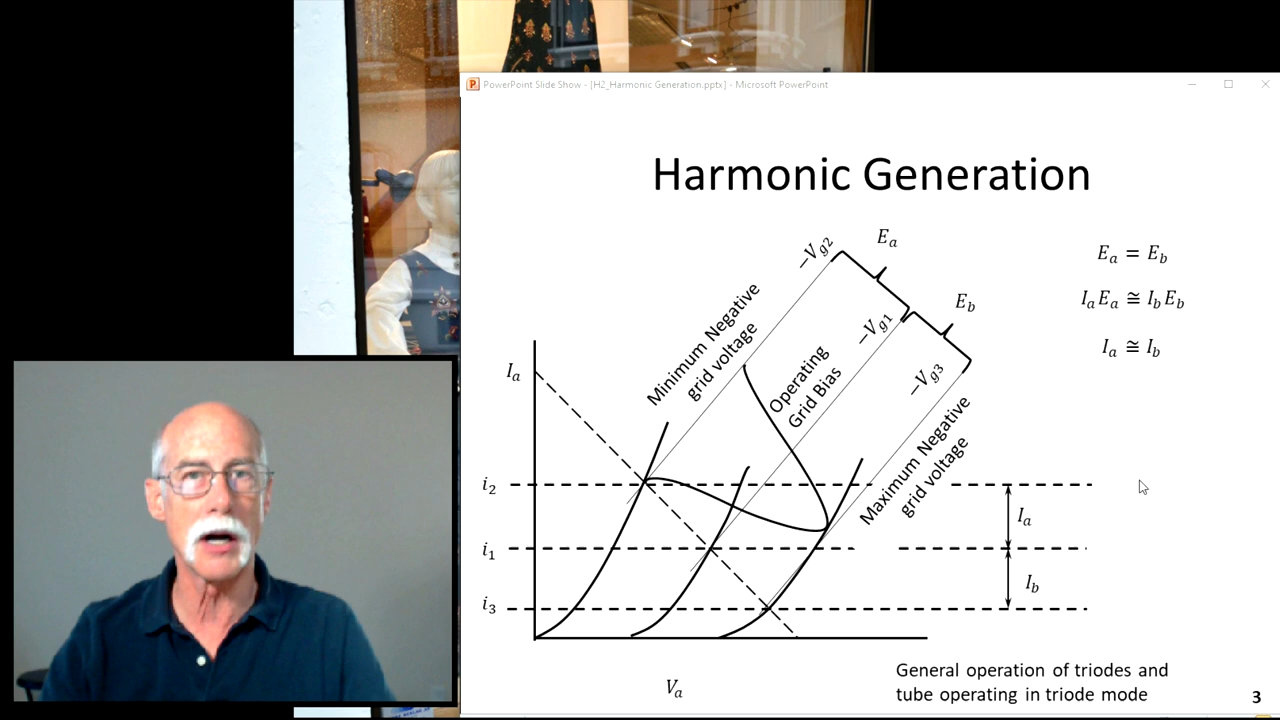 PowerPoint Slide Show - [H2_Harmonic Generation.pptx] - Microsoft PowerPoint
Harmonic Generation
−V_g2
E_a
E_a = E_b
I_a E_a ≅ I_b E_b
I_a ≅ I_b
E_b
−V_g1
−V_g3
Minimum Negative
grid voltage
Operating
Grid Bias
Maximum Negative
grid voltage
I_a
i_2
i_1
i_3
I_a
I_b
V_a
General operation of triodes and
tube operating in triode mode
3